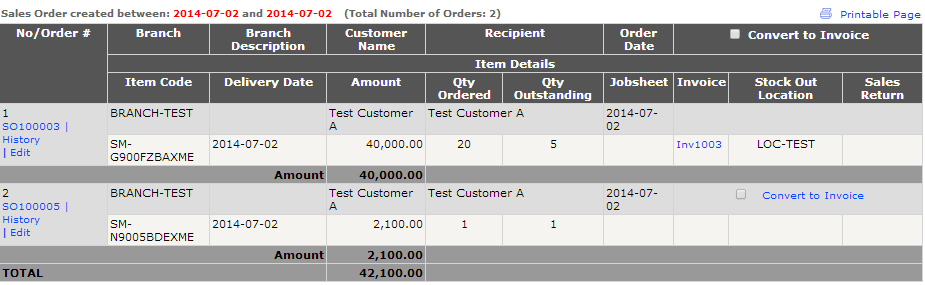 Sales Order created between: 2014-07-02 and 2014-07-02 (Total Number of Orders: 2)
Printable Page
No/Order # Branch Branch Description Customer Name Recipient Order Date Convert to Invoice
Item Details
Item Code Delivery Date Amount Qty Ordered Qty Outstanding Jobsheet Invoice Stock Out Location Sales Return
1 BRANCH-TEST Test Customer A Test Customer A 2014-07-02
SO100003 |
History
| Edit
SM-G900FZBAXME 2014-07-02 40,000.00 20 5 Inv1003 LOC-TEST
Amount 40,000.00
2 BRANCH-TEST Test Customer A Test Customer A 2014-07-02 Convert to Invoice
SO100005 |
History
| Edit
SM-N9005BDEXME 2014-07-02 2,100.00 1 1
Amount 2,100.00
TOTAL 42,100.00